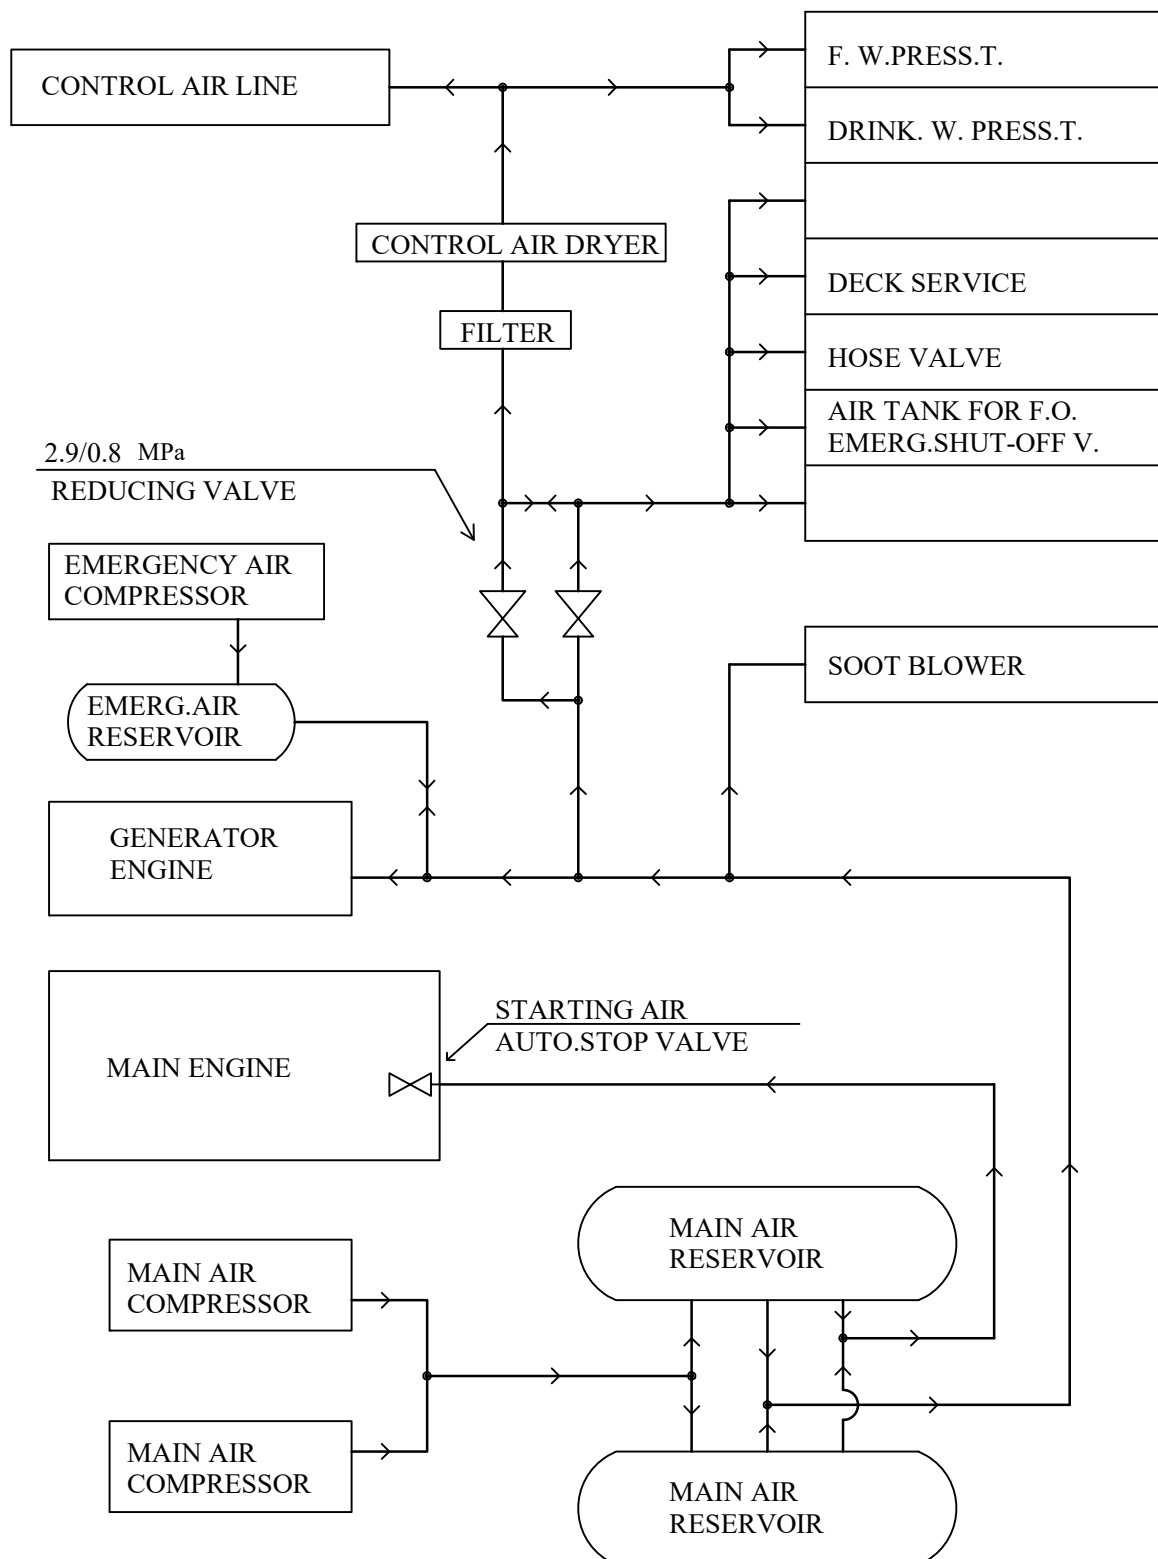 F. W.PRESS.T.
CONTROL AIR LINE
DRINK. W. PRESS.T.
CONTROL AIR DRYER
DECK SERVICE
FILTER
HOSE VALVE
AIR TANK FOR F.O.
EMERG.SHUT-OFF V.
2.9/0.8 MPa
REDUCING VALVE
EMERGENCY AIR
COMPRESSOR
SOOT BLOWER
EMERG.AIR
RESERVOIR
GENERATOR
ENGINE
STARTING AIR
AUTO.STOP VALVE
MAIN ENGINE
MAIN AIR
RESERVOIR
MAIN AIR
COMPRESSOR
MAIN AIR
COMPRESSOR
MAIN AIR
RESERVOIR